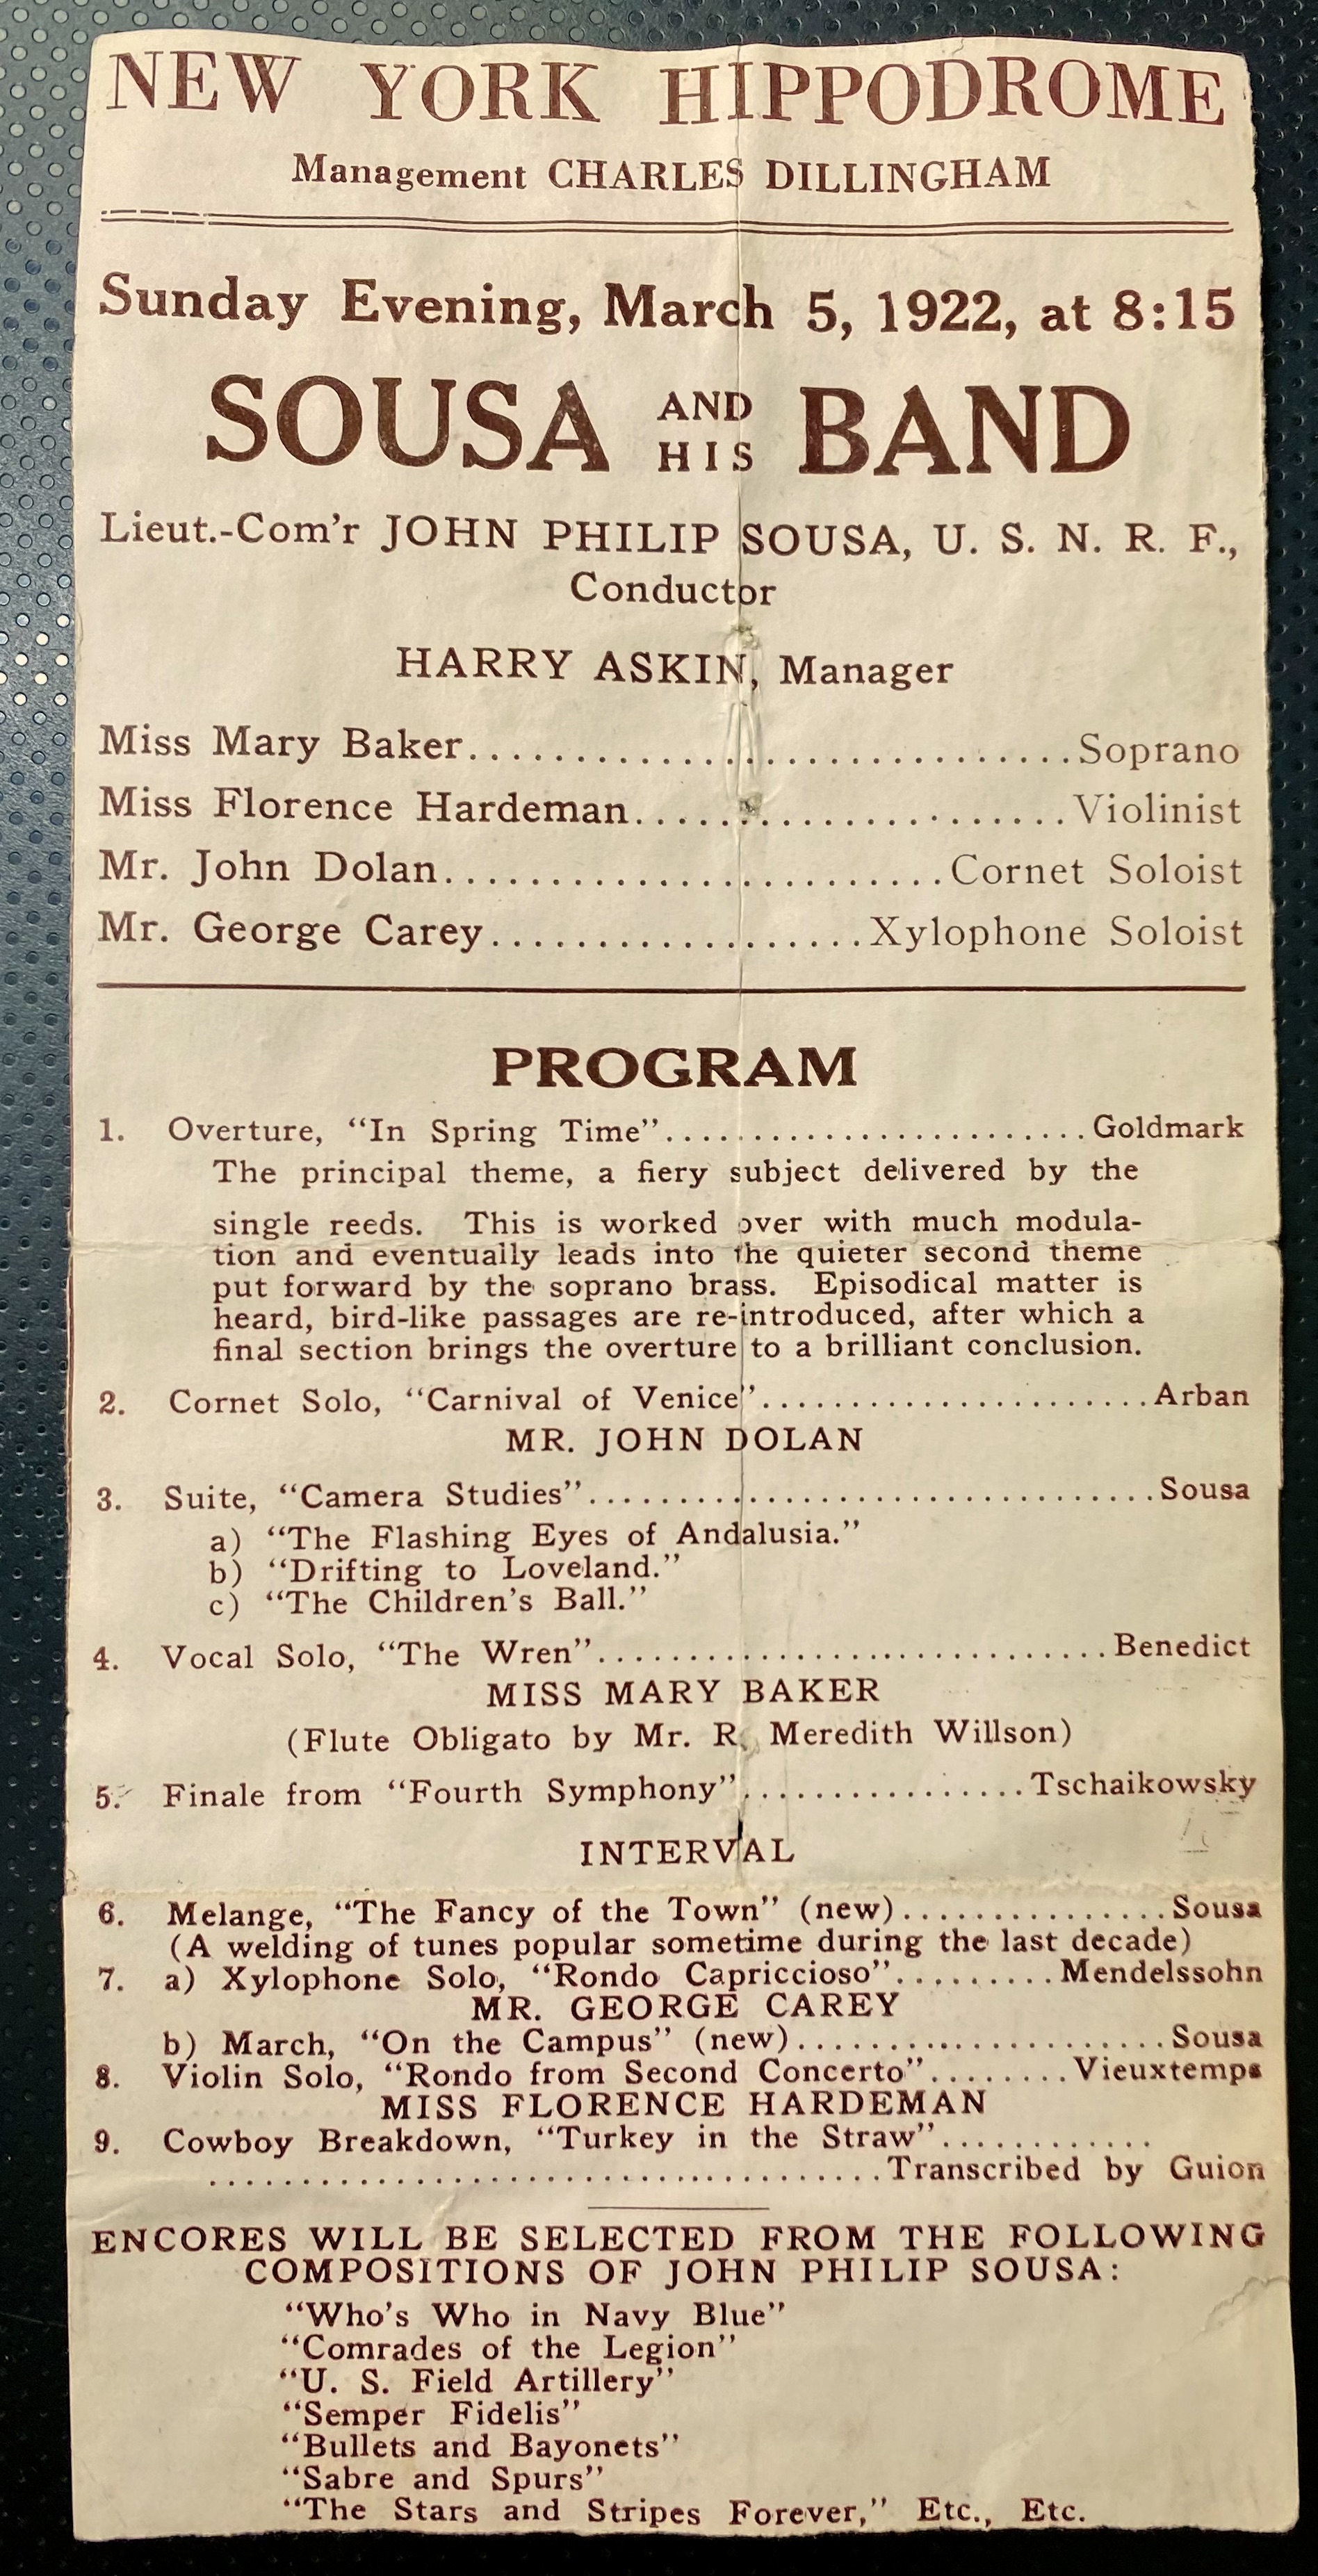 NEW YORK HIPPODROME
Management CHARLES DILLINGHAM
Sunday Evening, March 5, 1922, at 8:15
SOUSA AND HIS BAND
Lieut.-Com'r JOHN PHILIP SOUSA, U. S. N. R. F.,
Conductor
HARRY ASKIN, Manager
Miss Mary Baker................................Soprano
Miss Florence Hardeman.......................Violinist
Mr. John Dolan...........................Cornet Soloist
Mr. George Carey....................Xylophone Soloist
PROGRAM
1. Overture, “In Spring Time”.......................Goldmark
The principal theme, a fiery subject delivered by the
single reeds. This is worked over with much modula-
tion and eventually leads into the quieter second theme
put forward by the soprano brass. Episodical matter is
heard, bird-like passages are re-introduced, after which a
final section brings the overture to a brilliant conclusion.
2. Cornet Solo, “Carnival of Venice”.....................Arban
MR. JOHN DOLAN
3. Suite, “Camera Studies”...............................Sousa
a) “The Flashing Eyes of Andalusia.”
b) “Drifting to Loveland.”
c) “The Children's Ball.”
4. Vocal Solo, “The Wren”............................Benedict
MISS MARY BAKER
(Flute Obligato by Mr. R. Meredith Willson)
5. Finale from “Fourth Symphony”................Tschaikowsky
INTERVAL
6. Melange, “The Fancy of the Town” (new)...............Sousa
(A welding of tunes popular sometime during the last decade)
7. a) Xylophone Solo, “Rondo Capriccioso”.........Mendelssohn
MR. GEORGE CAREY
b) March, “On the Campus” (new).....................Sousa
8. Violin Solo, “Rondo from Second Concerto”........Vieuxtemps
MISS FLORENCE HARDEMAN
9. Cowboy Breakdown, “Turkey in the Straw”............
.....................................Transcribed by Guion
ENCORES WILL BE SELECTED FROM THE FOLLOWING
COMPOSITIONS OF JOHN PHILIP SOUSA:
“Who's Who in Navy Blue”
“Comrades of the Legion”
“U. S. Field Artillery”
“Semper Fidelis”
“Bullets and Bayonets”
“Sabre and Spurs”
“The Stars and Stripes Forever,” Etc., Etc.